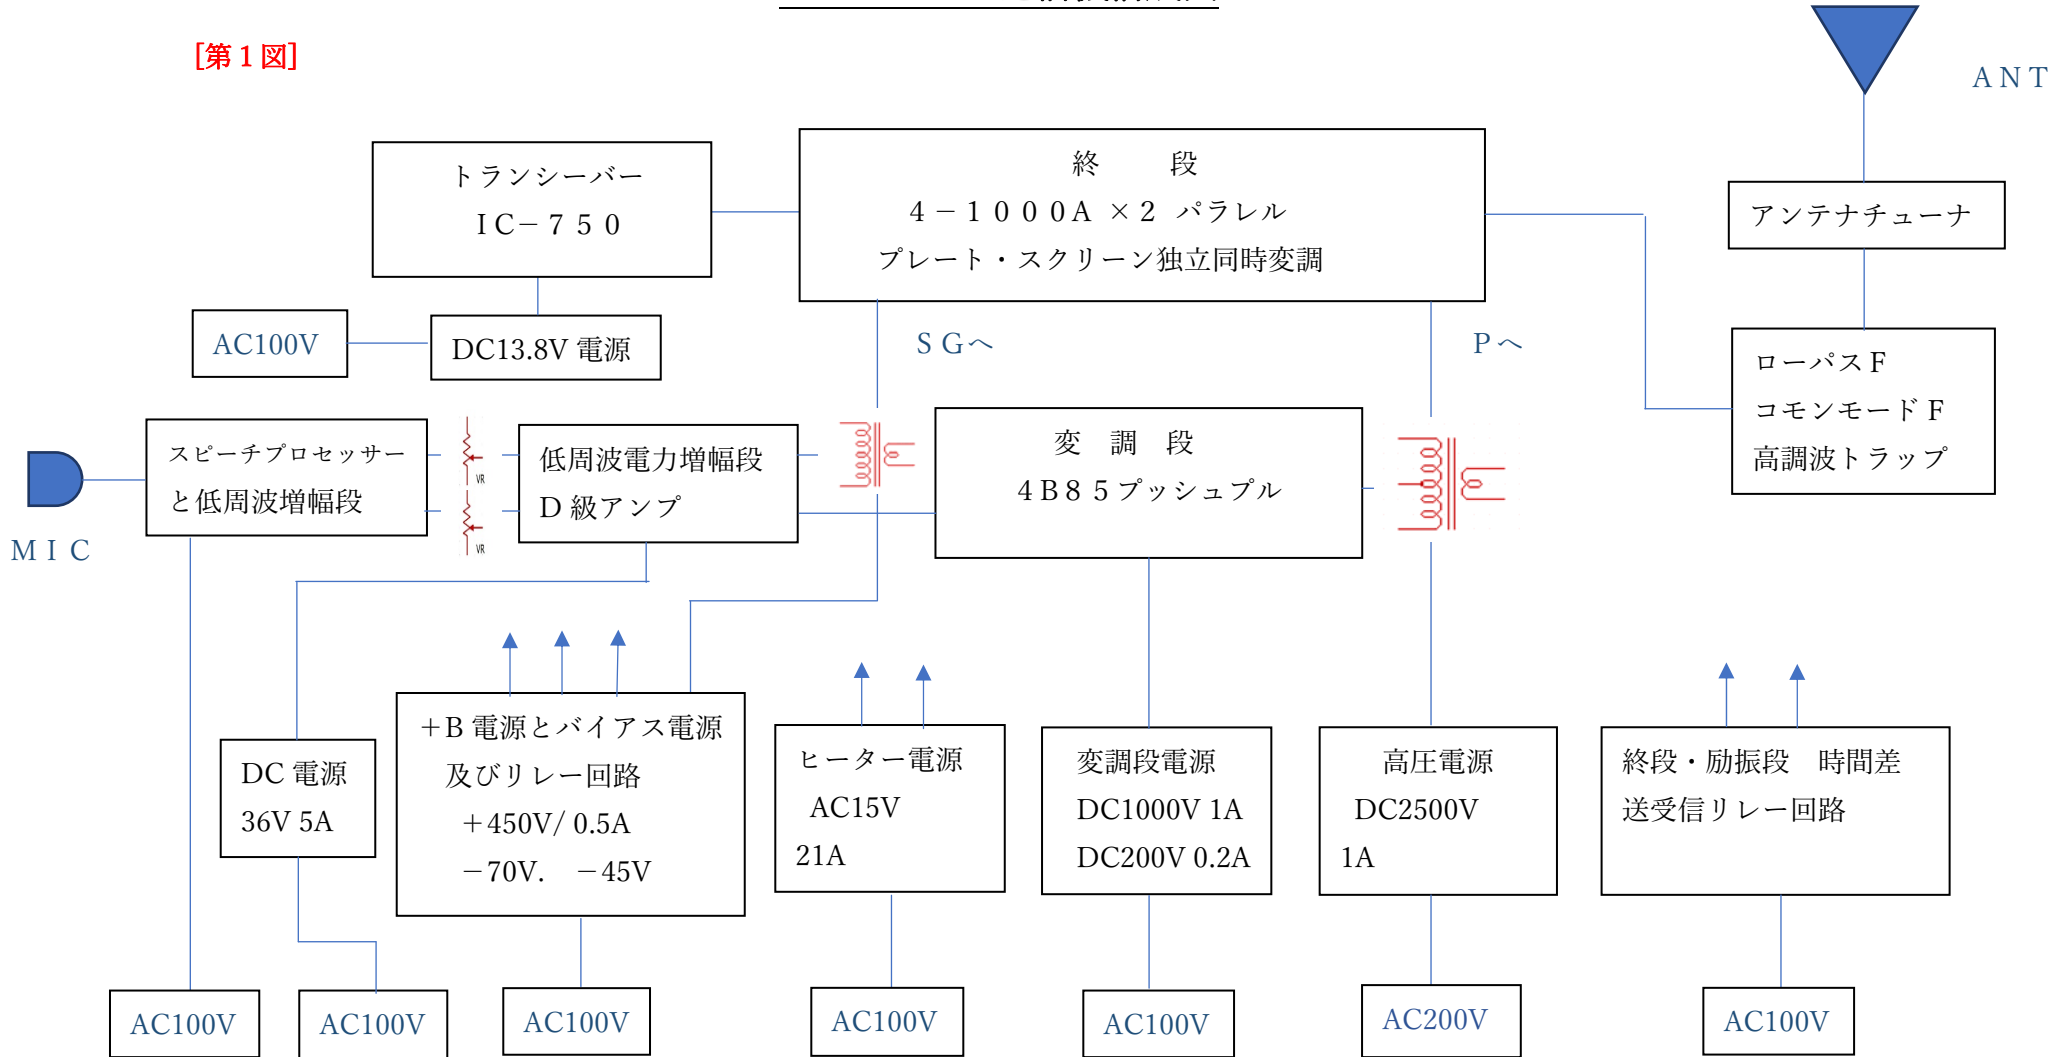 [第1図]
ANT
トランシーバー
IC−750
終　　段
4−1000A ×2 パラレル
プレート・スクリーン独立同時変調
アンテナチューナ
AC100V
DC13.8V 電源
SGへ
Pへ
ローパスF
コモンモードF
高調波トラップ
MIC
スピーチプロセッサー
と低周波増幅段
VR
VR
低周波電力増幅段
D級アンプ
変　調　段
4B85プッシュプル
DC 電源
36V 5A
+B 電源とバイアス電源
及びリレー回路
+450V/ 0.5A
−70V.　−45V
ヒーター電源
AC15V
21A
変調段電源
DC1000V 1A
DC200V 0.2A
高圧電源
DC2500V
1A
終段・励振段　時間差
送受信リレー回路
AC100V
AC100V
AC100V
AC100V
AC100V
AC200V
AC100V